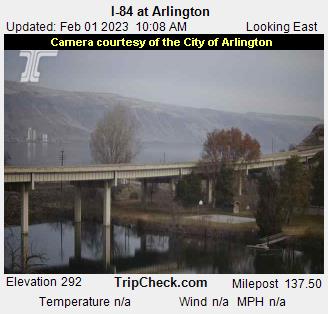 I-84 at Arlington
Updated: Feb 01 2023 10:08 AM Looking East
Camera courtesy of the City of Arlington
Elevation 292 TripCheck.com Milepost 137.50
Temperature n/a Wind n/a MPH n/a